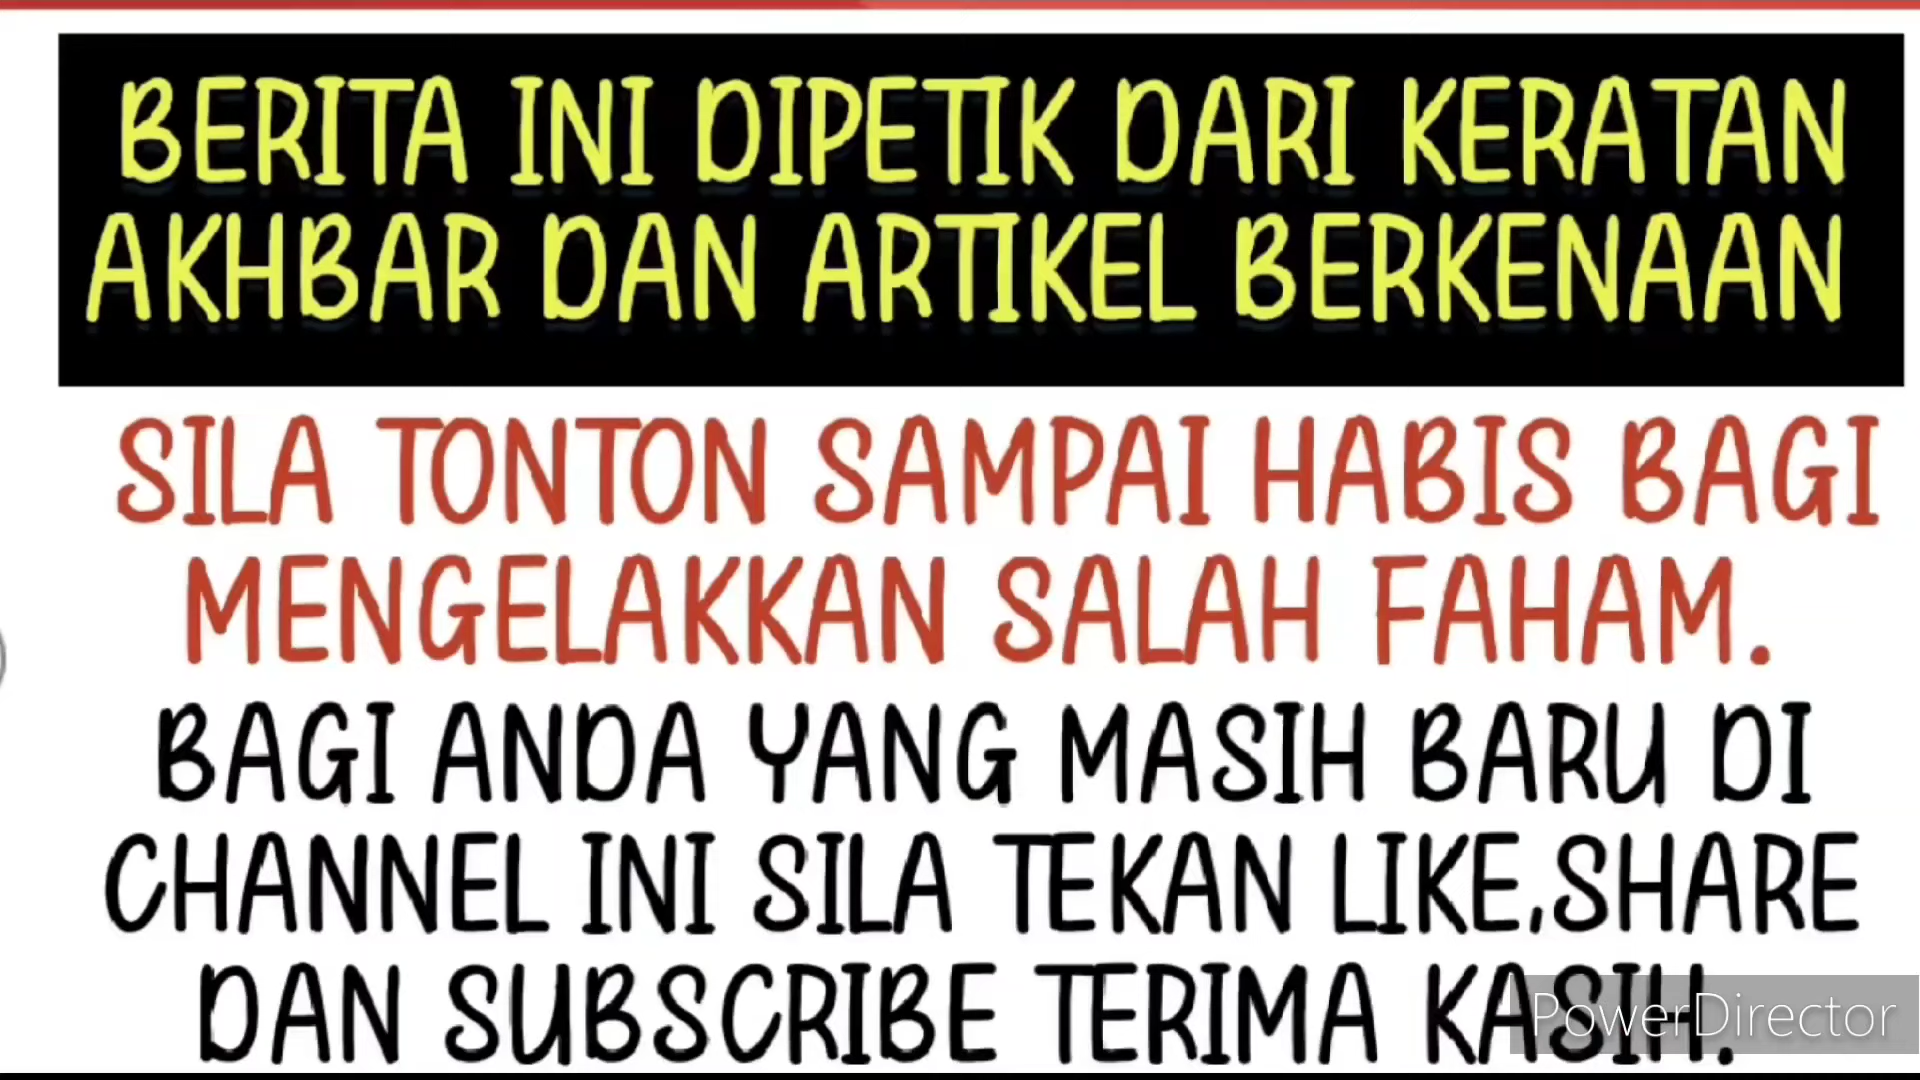 BERITA INI DIPETIK DARI KERATAN
AKHBAR DAN ARTIKEL BERKENAAN
SILA TONTON SAMPAI HABIS BAGI
MENGELAKKAN SALAH FAHAM.
BAGI ANDA YANG MASIH BARU DI
CHANNEL INI SILA TEKAN LIKE,SHARE
DAN SUBSCRIBE TERIMA KASIH.
PowerDirector